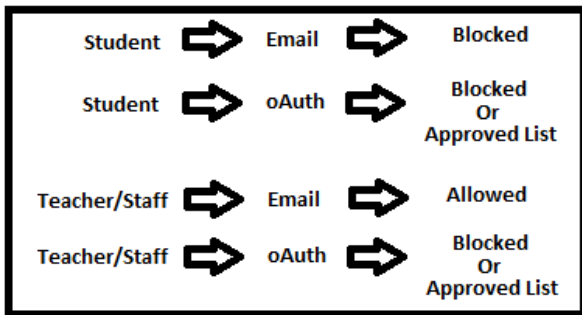 Student Email Blocked
Student oAuth Blocked
Or
Approved List
Teacher/Staff Email Allowed
Teacher/Staff oAuth Blocked
Or
Approved List